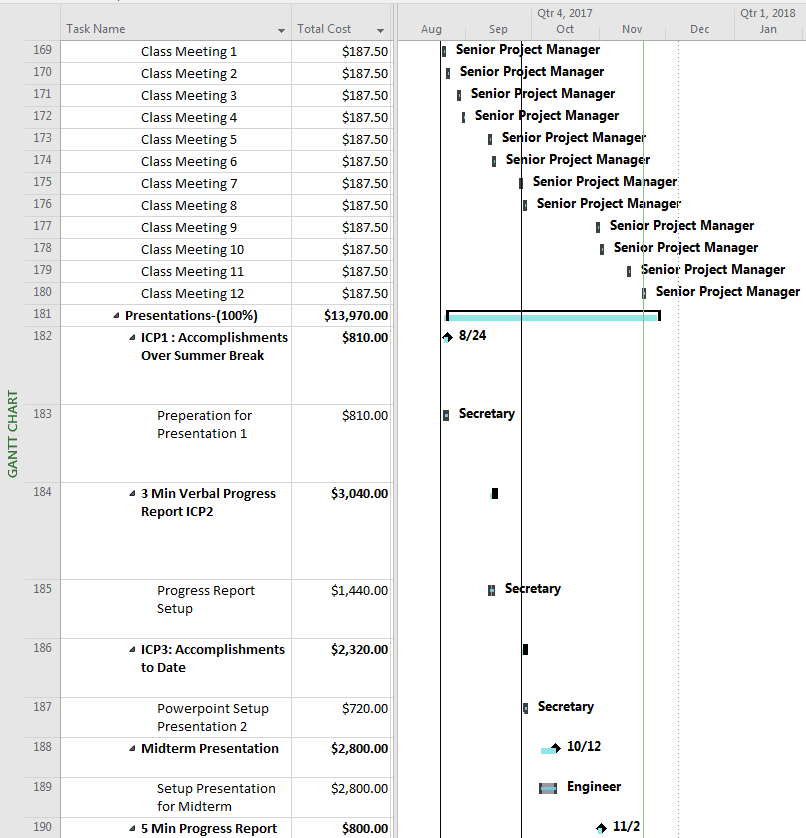 Qtr 4, 2017 Qtr 1, 2018
Task Name Total Cost Aug Sep Oct Nov Dec Jan
169 Class Meeting 1 $187.50 Senior Project Manager
170 Class Meeting 2 $187.50 Senior Project Manager
171 Class Meeting 3 $187.50 Senior Project Manager
172 Class Meeting 4 $187.50 Senior Project Manager
173 Class Meeting 5 $187.50 Senior Project Manager
174 Class Meeting 6 $187.50 Senior Project Manager
175 Class Meeting 7 $187.50 Senior Project Manager
176 Class Meeting 8 $187.50 Senior Project Manager
177 Class Meeting 9 $187.50 Senior Project Manager
178 Class Meeting 10 $187.50 Senior Project Manager
179 Class Meeting 11 $187.50 Senior Project Manager
180 Class Meeting 12 $187.50 Senior Project Manager
181 Presentations-(100%) $13,970.00
182 ICP1 : Accomplishments $810.00 8/24
Over Summer Break
GANTT CHART
183 Preperation for $810.00 Secretary
Presentation 1
184 3 Min Verbal Progress $3,040.00
Report ICP2
185 Progress Report $1,440.00 Secretary
Setup
186 ICP3: Accomplishments $2,320.00
to Date
187 Powerpoint Setup $720.00 Secretary
Presentation 2
188 Midterm Presentation $2,800.00 10/12
189 Setup Presentation $2,800.00 Engineer
for Midterm
190 5 Min Progress Report $800.00 11/2